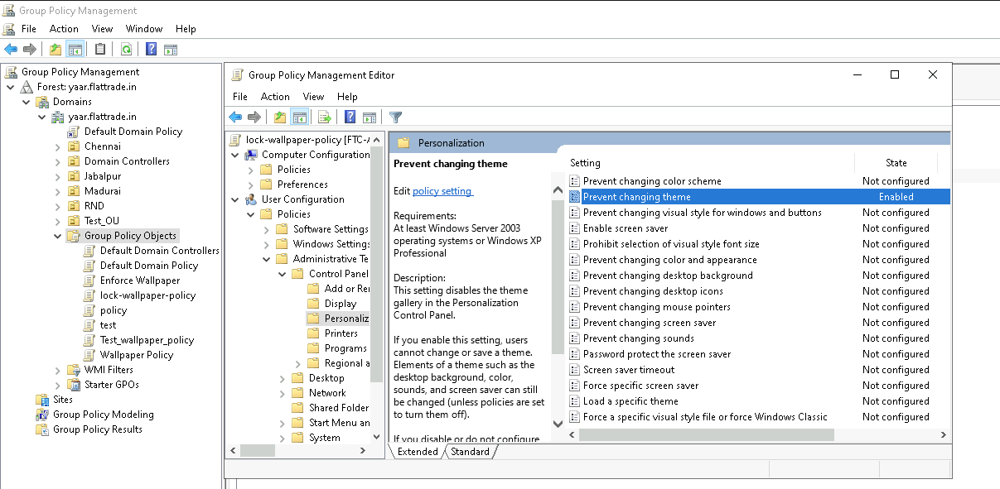 Group Policy Management
File Action View Window Help
Group Policy Management
Forest: yaar.flattrade.in
Domains
yaar.flattrade.in
Default Domain Policy
Chennai
Domain Controllers
Jabalpur
Madurai
RND
Test_OU
Group Policy Objects
Default Domain Controllers
Default Domain Policy
Enforce Wallpaper
lock-wallpaper-policy
policy
test
Test_wallpaper_policy
Wallpaper Policy
WMI Filters
Starter GPOs
Sites
Group Policy Modeling
Group Policy Results
Group Policy Management Editor
File Action View Help
lock-wallpaper-policy [FTC-A
Computer Configuration
Policies
Preferences
User Configuration
Policies
Software Settings
Windows Settings
Administrative Te
Control Panel
Add or Re
Display
Personaliz
Printers
Programs
Regional a
Desktop
Network
Shared Folder
Start Menu an
System
Personalization
Prevent changing theme
Edit policy setting
Requirements:
At least Windows Server 2003
operating systems or Windows XP
Professional
Description:
This setting disables the theme
gallery in the Personalization
Control Panel.
If you enable this setting, users
cannot change or save a theme.
Elements of a theme such as the
desktop background, color,
sounds, and screen saver can still
be changed (unless policies are set
to turn them off).
If you disable or do not configure
Setting State
Prevent changing color scheme Not configured
Prevent changing theme Enabled
Prevent changing visual style for windows and buttons Not configured
Enable screen saver Not configured
Prohibit selection of visual style font size Not configured
Prevent changing color and appearance Not configured
Prevent changing desktop background Not configured
Prevent changing desktop icons Not configured
Prevent changing mouse pointers Not configured
Prevent changing screen saver Not configured
Prevent changing sounds Not configured
Password protect the screen saver Not configured
Screen saver timeout Not configured
Force specific screen saver Not configured
Load a specific theme Not configured
Force a specific visual style file or force Windows Classic Not configured
Extended Standard